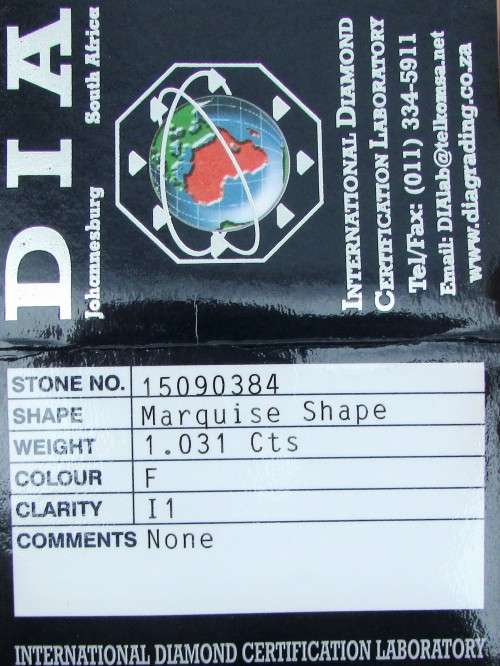 DIA
Johannesburg South Africa
INTERNATIONAL DIAMOND
CERTIFICATION LABORATORY
Tel/Fax: (011) 334-5911
Email: DIAlab@telkomsa.net
www.diagrading.co.za
STONE NO. 15090384
SHAPE Marquise Shape
WEIGHT 1.031 Cts
COLOUR F
CLARITY I1
COMMENTS None
INTERNATIONAL DIAMOND CERTIFICATION LABORATORY